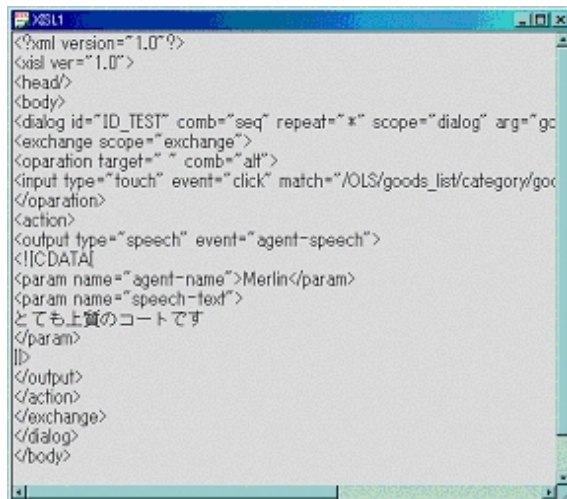 XISL1
<?xml version="1.0"?>
<xisl ver="1.0">
<head/>
<body>
<dialog id="ID_TEST" comb="seq" repeat="*" scope="dialog" arg="gc
<exchange scope="exchange">
<oparation target=" " comb="alt">
<input type="touch" event="click" match="/OLS/goods_list/category/goo
</oparation>
<action>
<output type="speech" event="agent-speech">
<![CDATA[
<param name="agent-name">Merlin</param>
<param name="speech-text">
とても上質のコートです
</param>
]]>
</output>
</action>
</exchange>
</dialog>
</body>